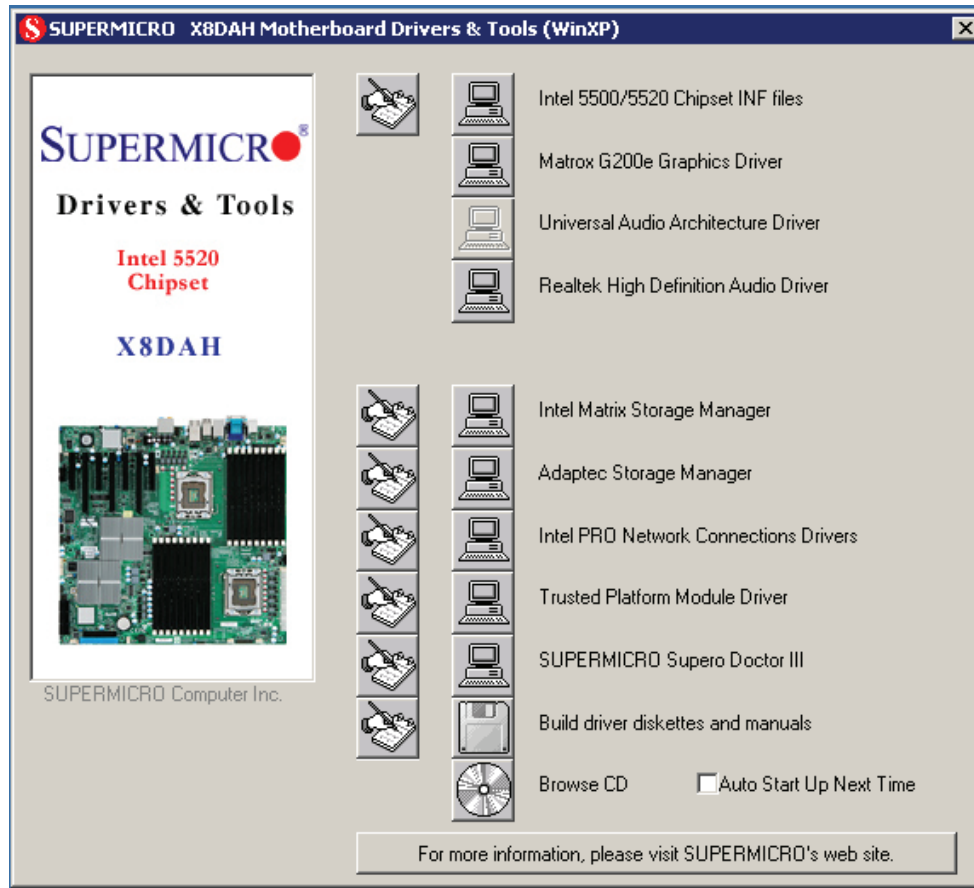 SUPERMICRO X8DAH Motherboard Drivers & Tools (WinXP)
SUPERMICRO®
Drivers & Tools
Intel 5520
Chipset
X8DAH
SUPERMICRO Computer Inc.
Intel 5500/5520 Chipset INF files
Matrox G200e Graphics Driver
Universal Audio Architecture Driver
Realtek High Definition Audio Driver
Intel Matrix Storage Manager
Adaptec Storage Manager
Intel PRO Network Connections Drivers
Trusted Platform Module Driver
SUPERMICRO Supero Doctor III
Build driver diskettes and manuals
Browse CD Auto Start Up Next Time
For more information, please visit SUPERMICRO's web site.